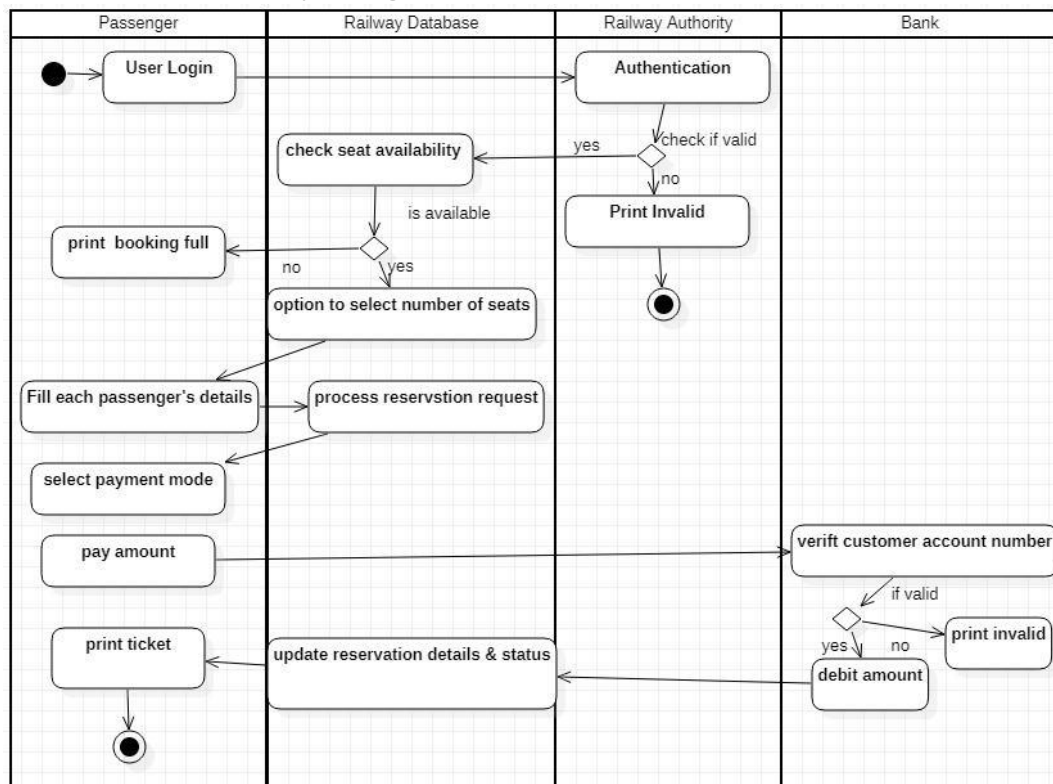 Passenger
Railway Database
Railway Authority
Bank
User Login
Authentication
check if valid
yes
check seat availability
no
Print Invalid
is available
print  booking full
no
yes
option to select number of seats
Fill each passenger's details
process reservstion request
select payment mode
pay amount
verift customer account number
if valid
print ticket
update reservation details & status
yes
no
print invalid
debit amount